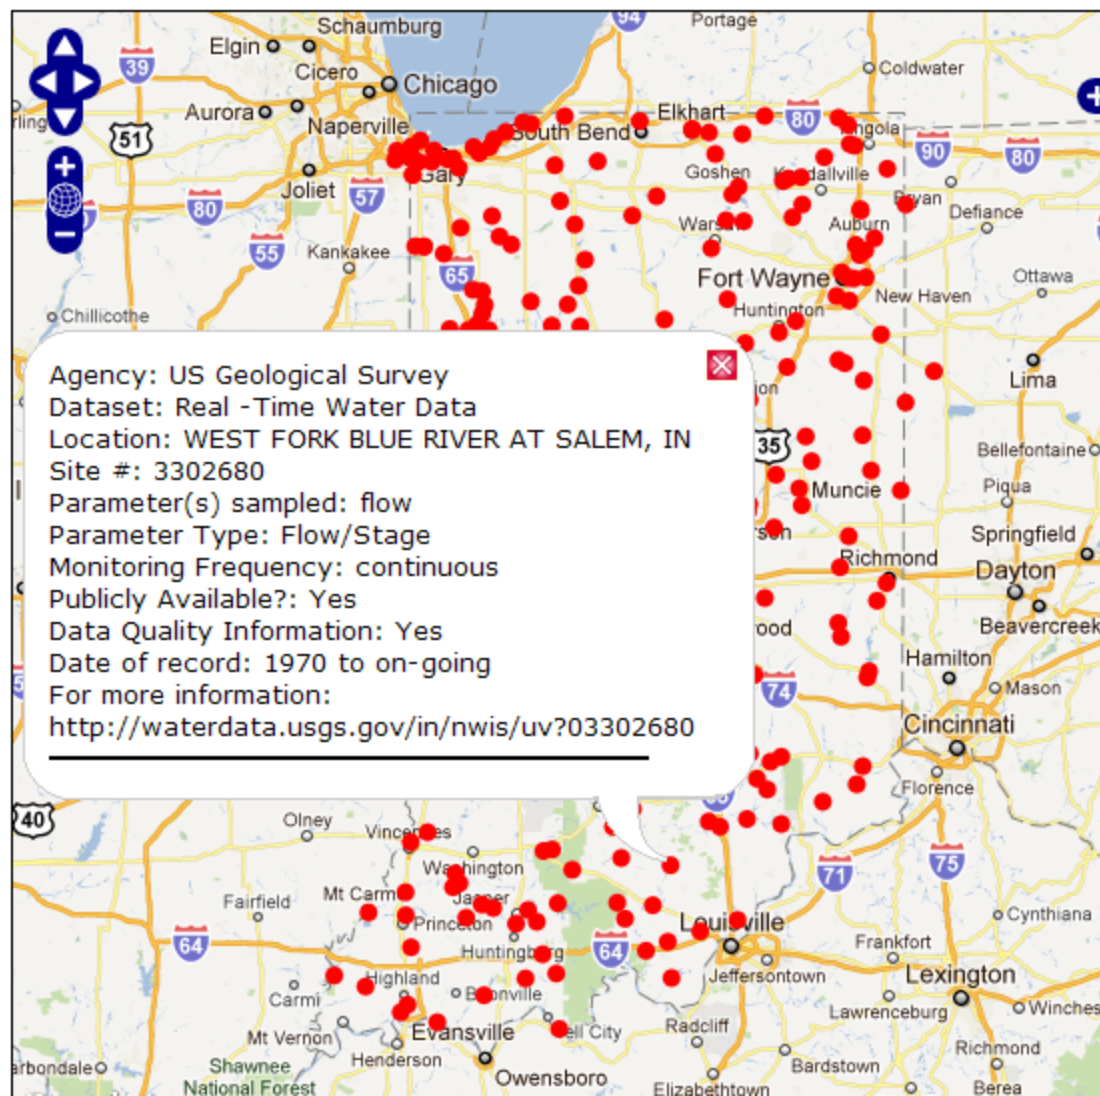 94
Portage
Schaumburg
Elgin
39
Cicero
Chicago
Coldwater
Aurora
Elkhart
Naperville
80
South Bend
51
Gary
Goshen
90
80
Joliet
57
80
Defiance
Auburn
55
Kankakee
65
Fort Wayne
Ottawa
New Haven
Huntington
Chillicothe
Lima
Agency: US Geological Survey
Dataset: Real -Time Water Data
Location: WEST FORK BLUE RIVER AT SALEM, IN
Site #: 3302680
Parameter(s) sampled: flow
Parameter Type: Flow/Stage
Monitoring Frequency: continuous
Publicly Available?: Yes
Data Quality Information: Yes
Date of record: 1970 to on-going
For more information:
http://waterdata.usgs.gov/in/nwis/uv?03302680
35
Bellefontaine
Muncie
Piqua
Springfield
Richmond
Dayton
Beavercreek
Hamilton
74
Mason
Cincinnati
Florence
40
Olney
Vincennes
Washington
71
75
Fairfield
Mt Carm
Jasper
Princeton
Louisville
Cynthiana
64
Huntingburg
64
Frankfort
Jeffersontown
Lexington
Highland
Carmi
Boonville
Lawrenceburg
Winches
Mt Vernon
Evansville
ell City
Radcliff
Henderson
Richmond
arbondale
Shawnee
National Forest
Owensboro
Bardstown
Elizabethtown
Berea